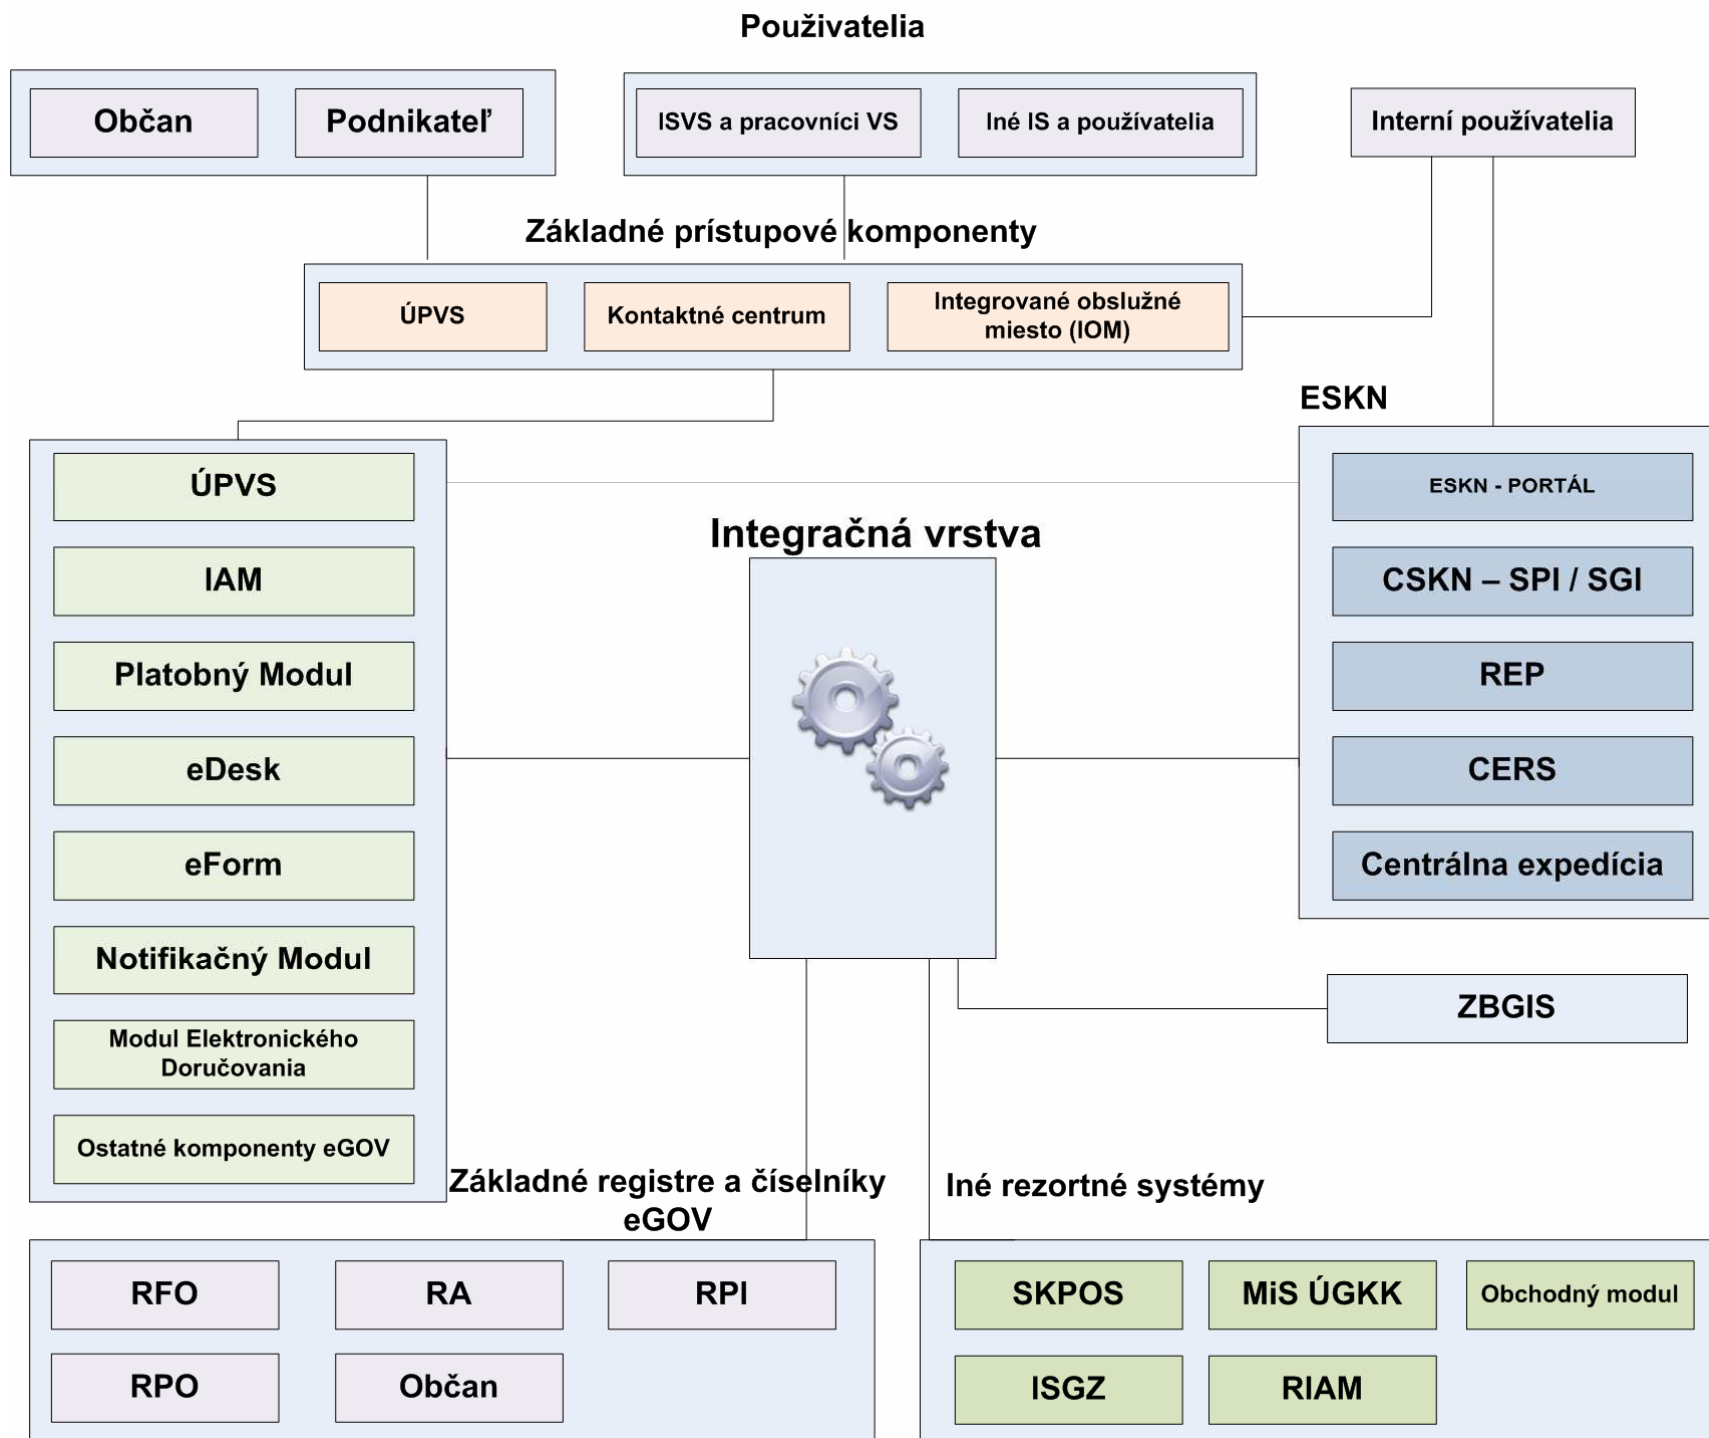 Použivatelia
Občan
Podnikateľ
ISVS a pracovníci VS
Iné IS a používatelia
Interní používatelia
Základné prístupové komponenty
ÚPVS
Kontaktné centrum
Integrované obslužné
miesto (IOM)
ESKN
ÚPVS
IAM
Platobný Modul
eDesk
eForm
Notifikačný Modul
Modul Elektronického
Doručovania
Ostatné komponenty eGOV
Integračná vrstva
ESKN - PORTÁL
CSKN – SPI / SGI
REP
CERS
Centrálna expedícia
ZBGIS
Základné registre a číselníky
eGOV
RFO
RA
RPI
RPO
Občan
Iné rezortné systémy
SKPOS
MiS ÚGKK
Obchodný modul
ISGZ
RIAM